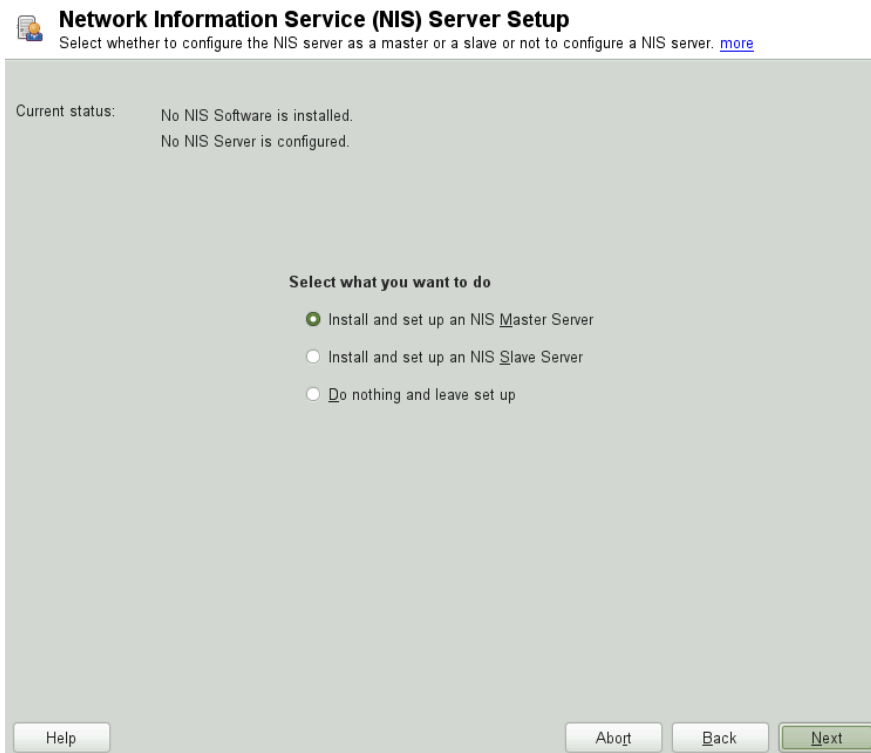 Network Information Service (NIS) Server Setup
Select whether to configure the NIS server as a master or a slave or not to configure a NIS server. more
Current status:
No NIS Software is installed.
No NIS Server is configured.
Select what you want to do
Install and set up an NIS Master Server
Install and set up an NIS Slave Server
Do nothing and leave set up
Help
Abort
Back
Next